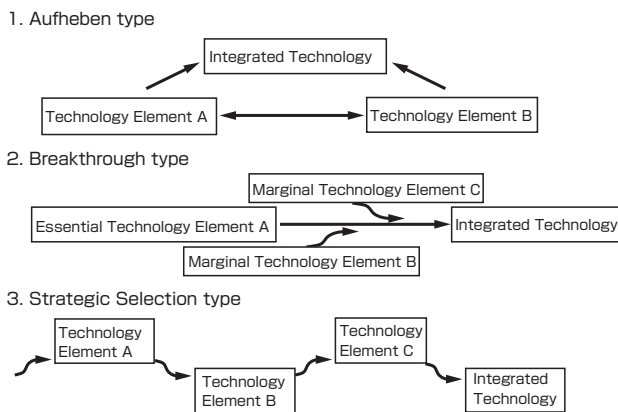 1. Aufheben type
Integrated Technology
Technology Element A
Technology Element B
2. Breakthrough type
Marginal Technology Element C
Essential Technology Element A
Integrated Technology
Marginal Technology Element B
3. Strategic Selection type
Technology
Element A
Technology
Element B
Technology
Element C
Integrated
Technology